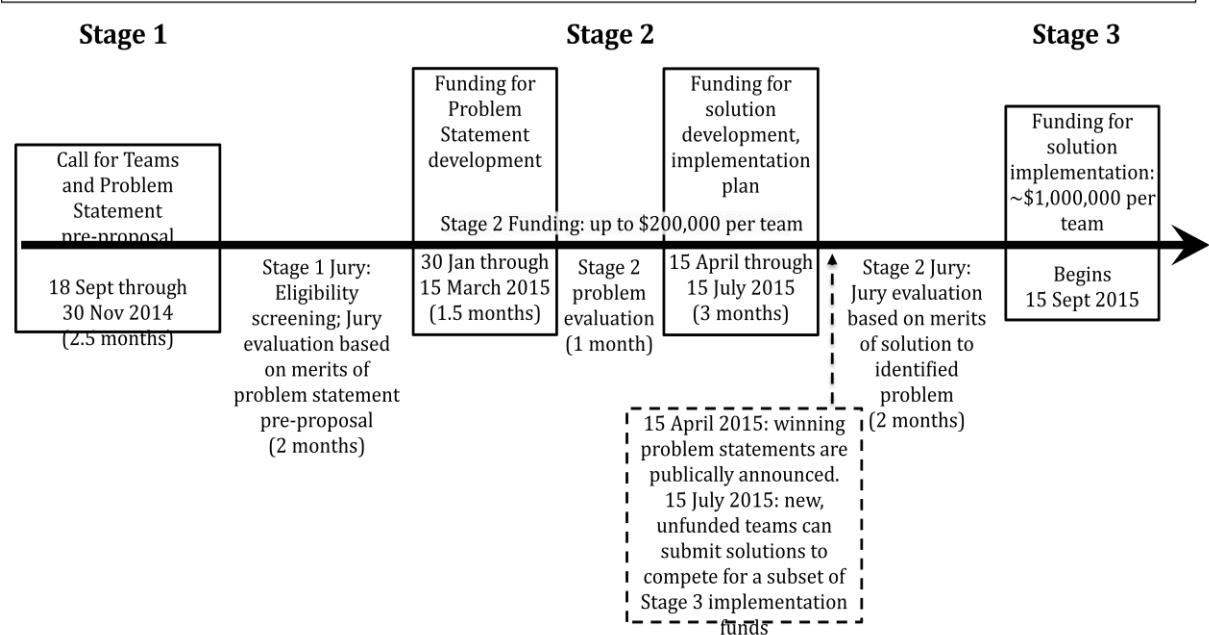 Stage 1
Stage 2
Stage 3
Call for Teams
and Problem
Statement
pre-proposal
18 Sept through
30 Nov 2014
(2.5 months)
Stage 1 Jury:
Eligibility
screening; Jury
evaluation based
on merits of
problem statement
pre-proposal
(2 months)
Funding for
Problem
Statement
development
Funding for
solution
development,
implementation
plan
Stage 2 Funding: up to $200,000 per team
30 Jan through
15 March 2015
(1.5 months)
Stage 2
problem
evaluation
(1 month)
15 April through
15 July 2015
(3 months)
15 April 2015: winning
problem statements are
publically announced.
15 July 2015: new,
unfunded teams can
submit solutions to
compete for a subset of
Stage 3 implementation
funds
Stage 2 Jury:
Jury evaluation
based on merits
of solution to
identified
problem
(2 months)
Funding for
solution
implementation:
~$1,000,000 per
team
Begins
15 Sept 2015